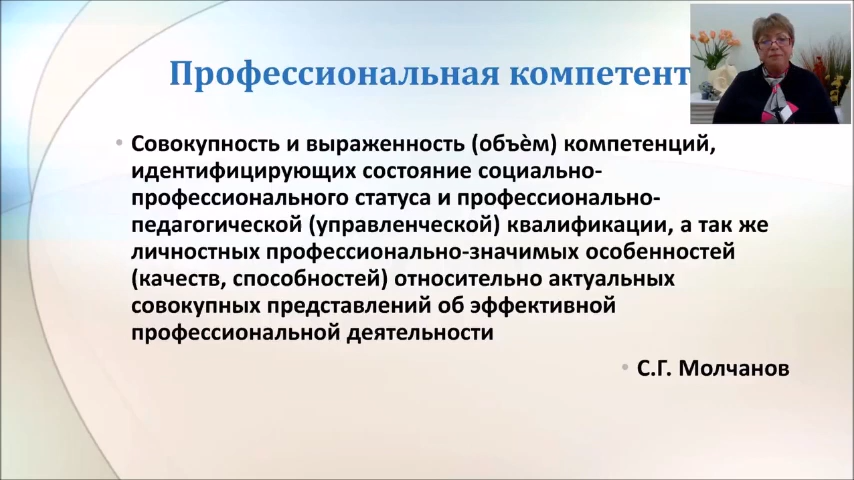 Профессиональная компетент
Совокупность и выраженность (объѐм) компетенций,
идентифицирующих состояние социально-
профессионального статуса и профессионально-
педагогической (управленческой) квалификации, а так же
личностных профессионально-значимых особенностей
(качеств, способностей) относительно актуальных
совокупных представлений об эффективной
профессиональной деятельности
С.Г. Молчанов